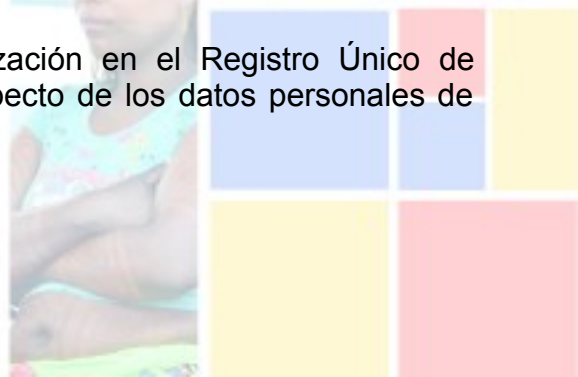 zación en el Registro Único de
pecto de los datos personales de